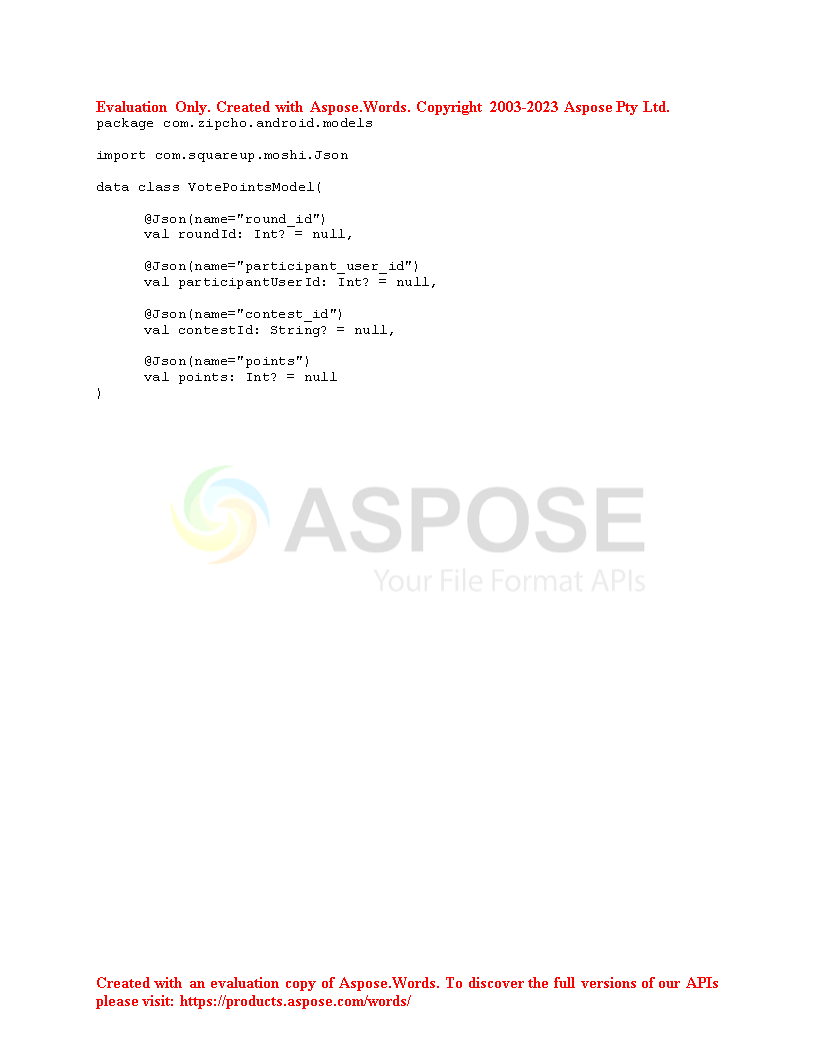 Evaluation Only. Created with Aspose.Words. Copyright 2003-2023 Aspose Pty Ltd.
package com.zipcho.android.models
import com.squareup.moshi.Json
data class VotePointsModel(
@Json(name="round_id")
val roundId: Int? = null,
@Json(name="participant_user_id")
val participantUserId: Int? = null,
@Json(name="contest_id")
val contestId: String? = null,
@Json(name="points")
val points: Int? = null
)
ASPOSE
Your File Format APIs
Created with an evaluation copy of Aspose.Words. To discover the full versions of our APIs
please visit: https://products.aspose.com/words/